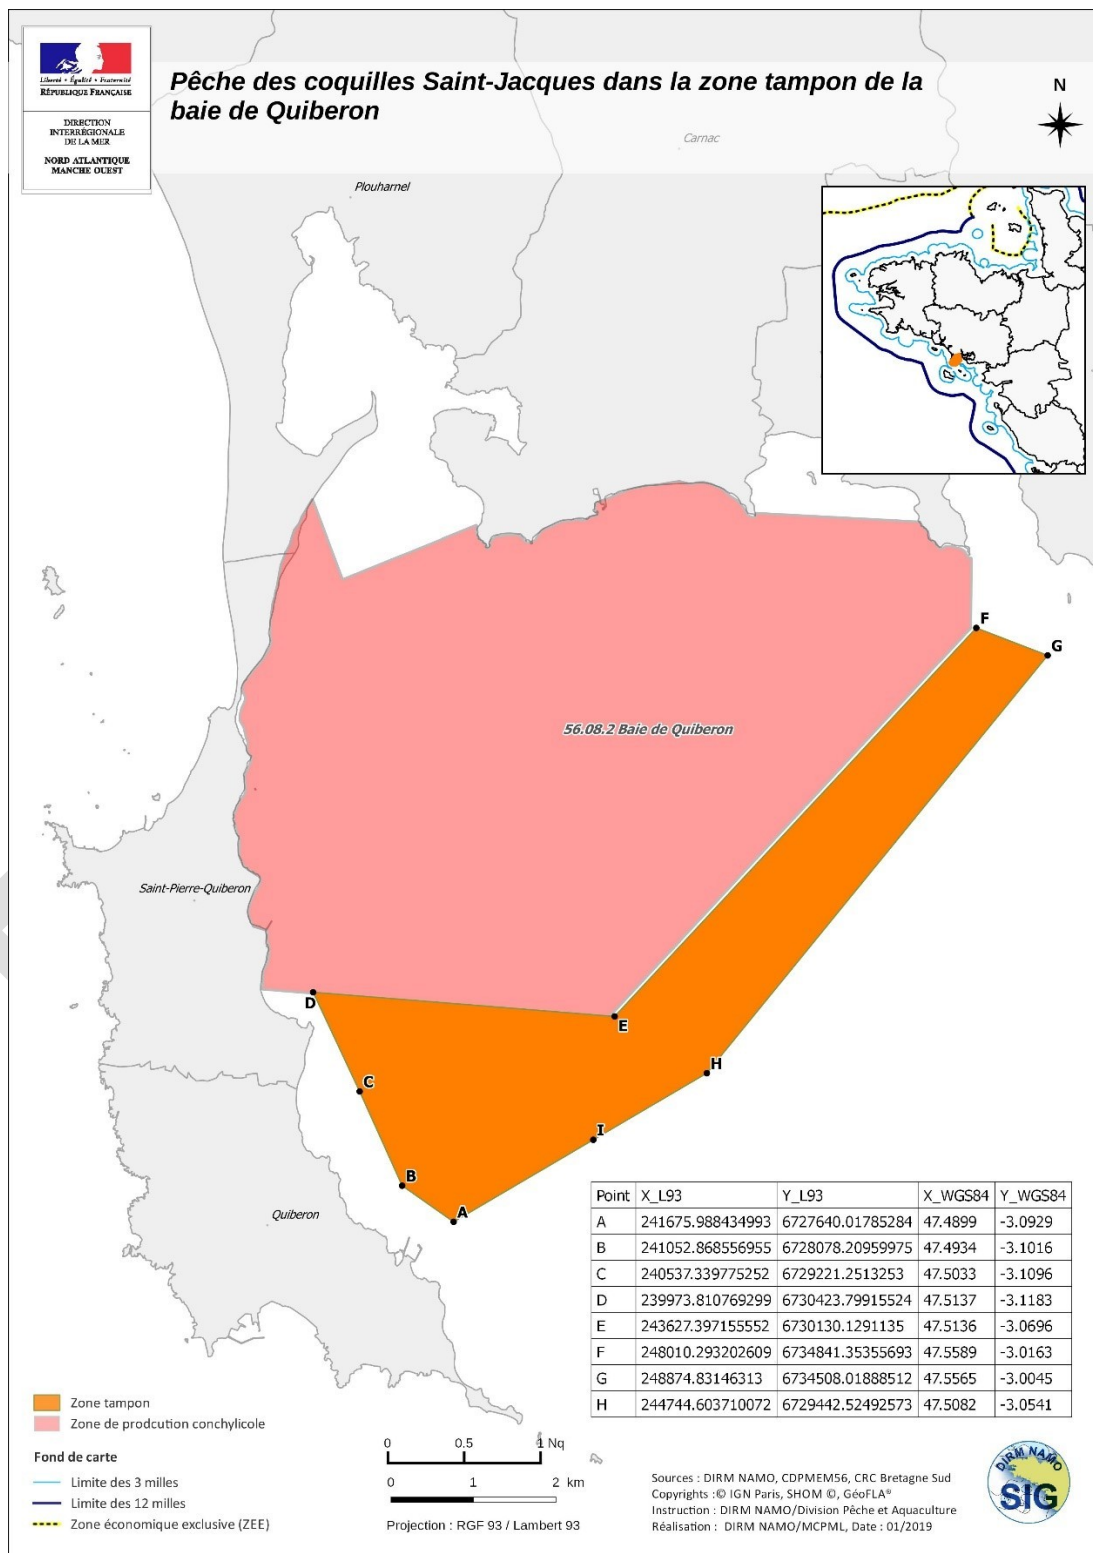 Liberté • Égalité • Fraternité
RÉPUBLIQUE FRANÇAISE
DIRECTION
INTERRÉGIONALE
DE LA MER
NORD ATLANTIQUE
MANCHE OUEST
Pêche des coquilles Saint-Jacques dans la zone tampon de la
baie de Quiberon
N
Carnac
Plouharnel
F
G
56.08.2 Baie de Quiberon
Saint-Pierre-Quiberon
D
E
H
C
I
B
A
Quiberon
Point X_L93 Y_L93 X_WGS84 Y_WGS84
A 241675.988434993 6727640.01785284 47.4899 -3.0929
B 241052.868556955 6728078.20959975 47.4934 -3.1016
C 240537.339775252 6729221.2513253 47.5033 -3.1096
D 239973.810769299 6730423.79915524 47.5137 -3.1183
E 243627.397155552 6730130.1291135 47.5136 -3.0696
F 248010.293202609 6734841.35355693 47.5589 -3.0163
G 248874.83146313 6734508.01888512 47.5565 -3.0045
H 244744.603710072 6729442.52492573 47.5082 -3.0541
Zone tampon
Zone de prodcution conchylicole
Fond de carte
Limite des 3 milles
Limite des 12 milles
Zone économique exclusive (ZEE)
0 0.5 1 Nq
0 1 2 km
Projection : RGF 93 / Lambert 93
Sources : DIRM NAMO, CDPMEM56, CRC Bretagne Sud
Copyrights :© IGN Paris, SHOM ©, GéoFLA®
Instruction : DIRM NAMO/Division Pêche et Aquaculture
Réalisation : DIRM NAMO/MCPML, Date : 01/2019
DIRM NAMO
SIG